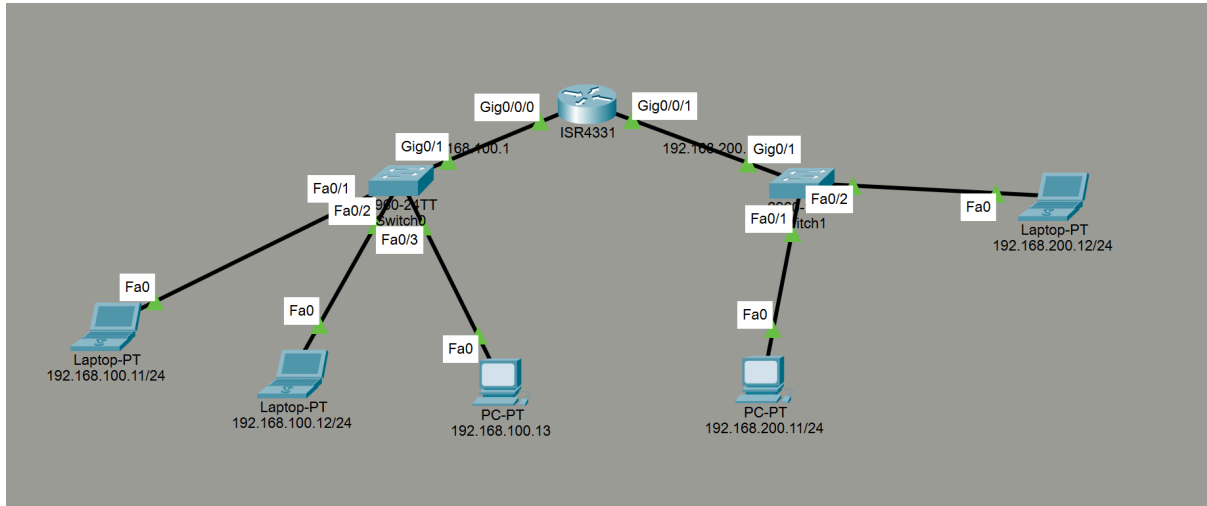 Gig0/0/0
Gig0/0/1
ISR4331
Gig0/1
168.100.1
192.168.200.
Gig0/1
Fa0/1
Fa0/2
960-24TT
Switch0
Fa0/3
Fa0/2
Fa0/1
Fa0
Laptop-PT
192.168.200.12/24
Fa0
Laptop-PT
192.168.100.11/24
Fa0
Laptop-PT
192.168.100.12/24
Fa0
PC-PT
192.168.100.13
Fa0
PC-PT
192.168.200.11/24